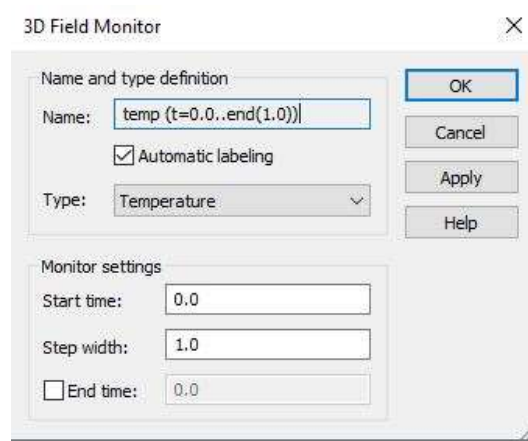 3D Field Monitor
Name and type definition
Name: temp (t=0.0..end(1.0))
Automatic labeling
Type: Temperature
OK
Cancel
Apply
Help
Monitor settings
Start time: 0.0
Step width: 1.0
End time: 0.0